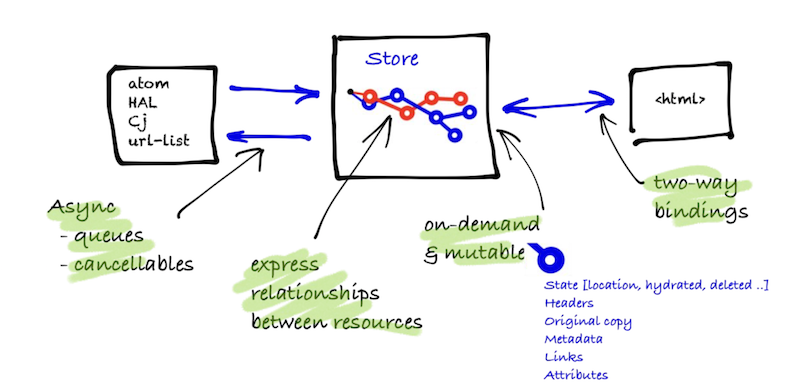 atom
HAL
Cj
url-list
Store
<html>
Async
- queues
- cancellables
express
relationships
between resources
on-demand
& mutable
two-way
bindings
State [location, hydrated, deleted ..]
Headers
Original copy
Metadata
Links
Attributes